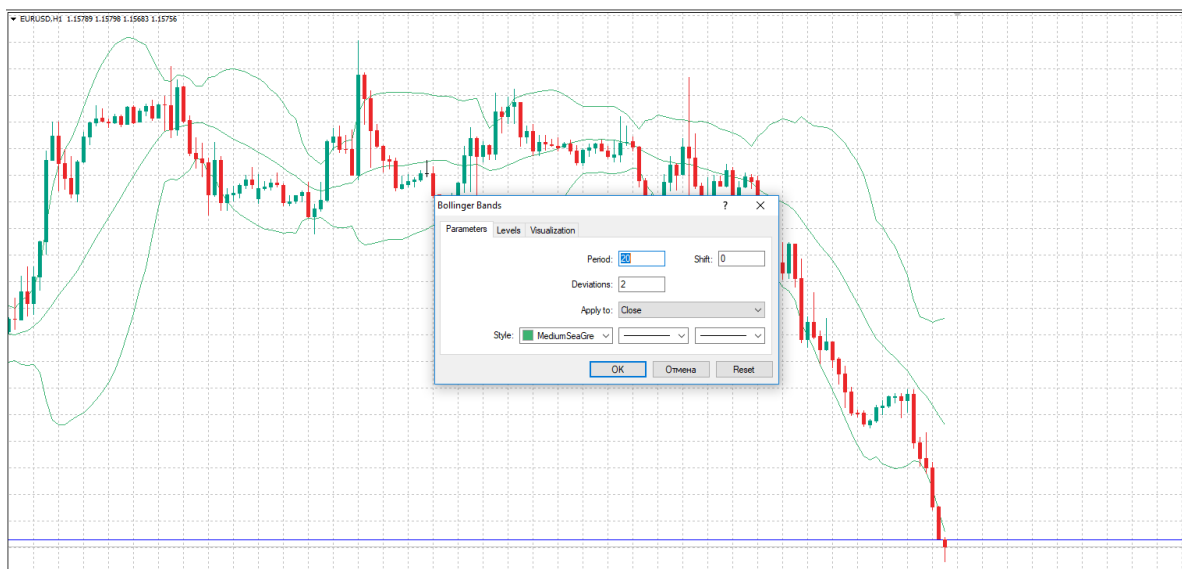 EURUSD,H1 1.15789 1.15798 1.15683 1.15756
Bollinger Bands ?
Parameters Levels Visualization
Period: 20 Shift: 0
Deviations: 2
Apply to: Close
Style: MediumSeaGre
OK Отмена Reset